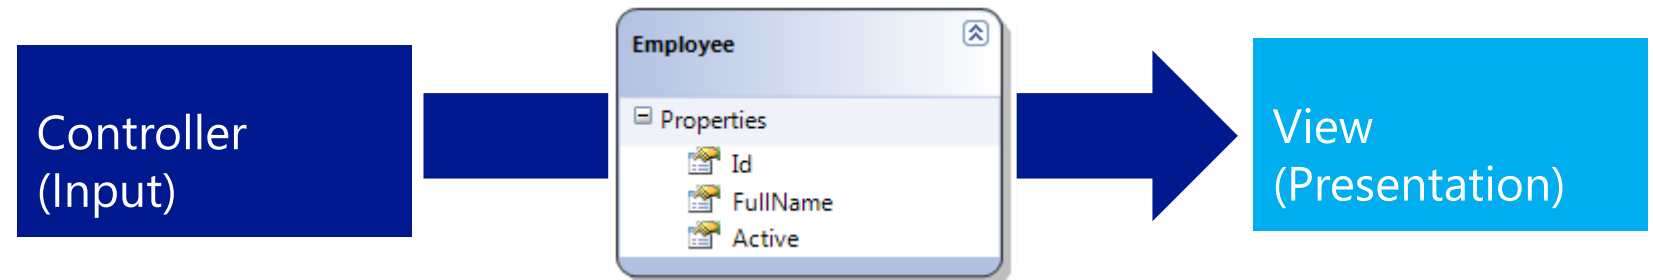 Controller
(Input)
Employee
Properties
Id
FullName
Active
View
(Presentation)